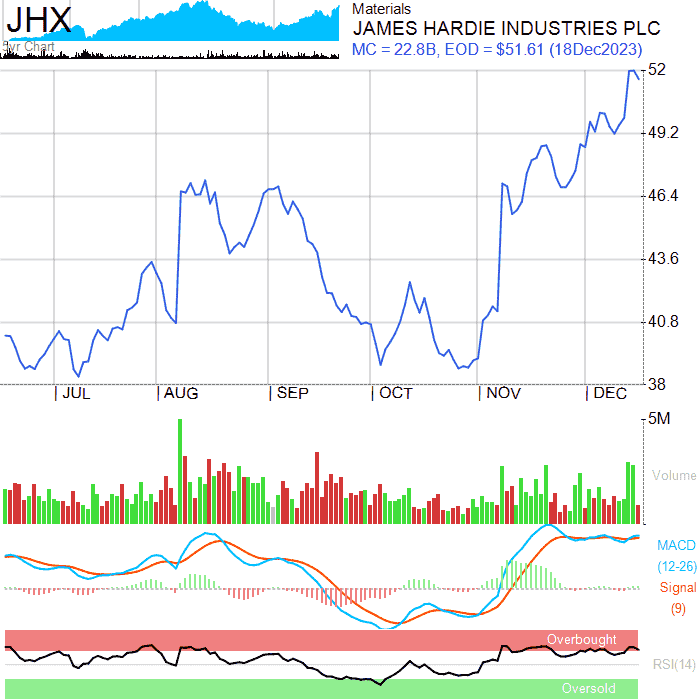 JHX
5yr Chart
Materials
JAMES HARDIE INDUSTRIES PLC
MC = 22.8B, EOD = $51.61 (18Dec2023)
52
49.2
46.4
43.6
40.8
38
JUL AUG SEP OCT NOV DEC
5M
Volume
MACD
(12-26)
Signal
(9)
Overbought
RSI(14)
Oversold